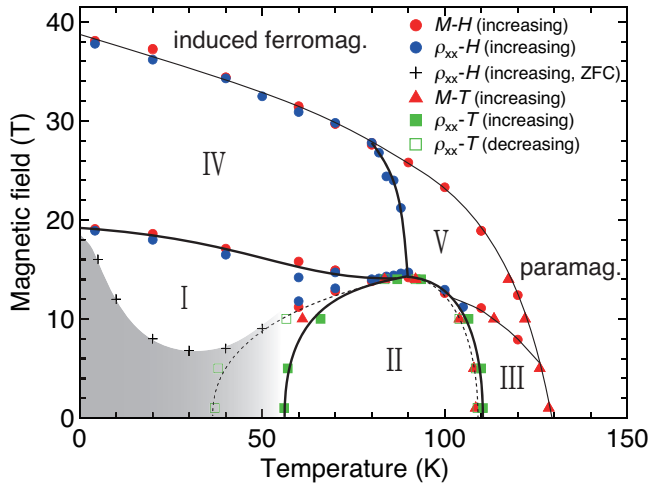 40
30
20
10
0
Magnetic field (T)
0
50
100
150
Temperature (K)
induced ferromag.
M-H (increasing)
ρxx-H (increasing)
ρxx-H (increasing, ZFC)
M-T (increasing)
ρxx-T (increasing)
ρxx-T (decreasing)
IV
V
paramag.
I
II
III